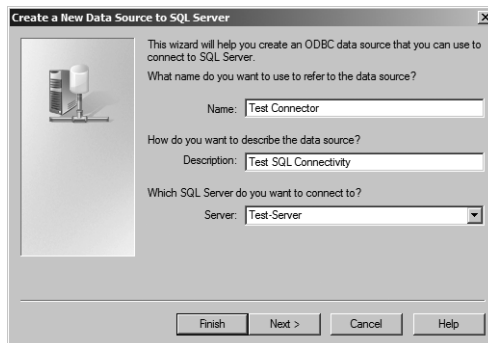 Create a New Data Source to SQL Server
This wizard will help you create an ODBC data source that you can use to
connect to SQL Server.
What name do you want to use to refer to the data source?
Name: Test Connector
How do you want to describe the data source?
Description: Test SQL Connectivity
Which SQL Server do you want to connect to?
Server: Test-Server
Finish Next > Cancel Help